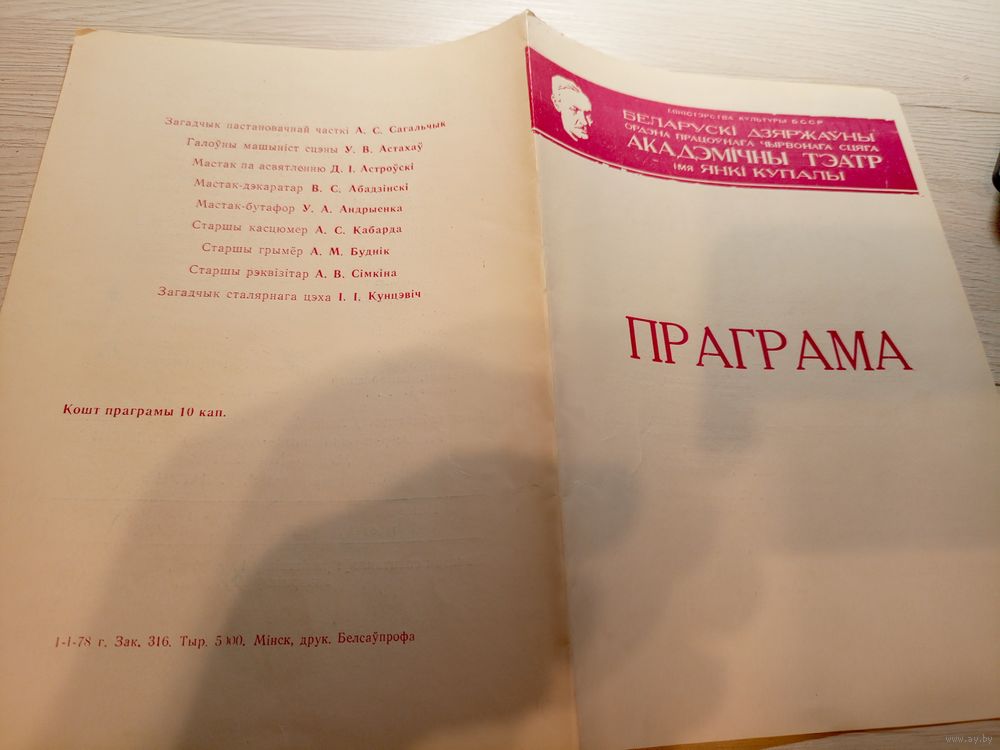 Загадчык пастановачнай часткі А. С. Сагальчык
Галоўны машыніст сцэны У. В. Астахаў
Мастак па асвятленню Д. І. Астроўскі
Мастак-дэкаратар В. С. Абадзінскі
Мастак-бутафор У. А. Андрыенка
Старшы касцюмер А. С. Кабарда
Старшы грымёр А. М. Буднік
Старшы рэквізітар А. В. Сімкіна
Загадчык сталярнага цэха І. І. Кунцэвіч
Кошт праграмы 10 кап.
1-1-78 г. Зак. 316. Тыр. 5000. Мінск, друк. Белсаўпрофа
МІНІСТЭРСТВА КУЛЬТУРЫ БССР
БЕЛАРУСКІ ДЗЯРЖАЎНЫ
ОРДЭНА ПРАЦОЎНАГА ЧЫРВОНАГА СЦЯГА
АКАДЭМІЧНЫ ТЭАТР
ІМЯ ЯНКІ КУПАЛЫ
ПРАГРАМА
www.ay.by